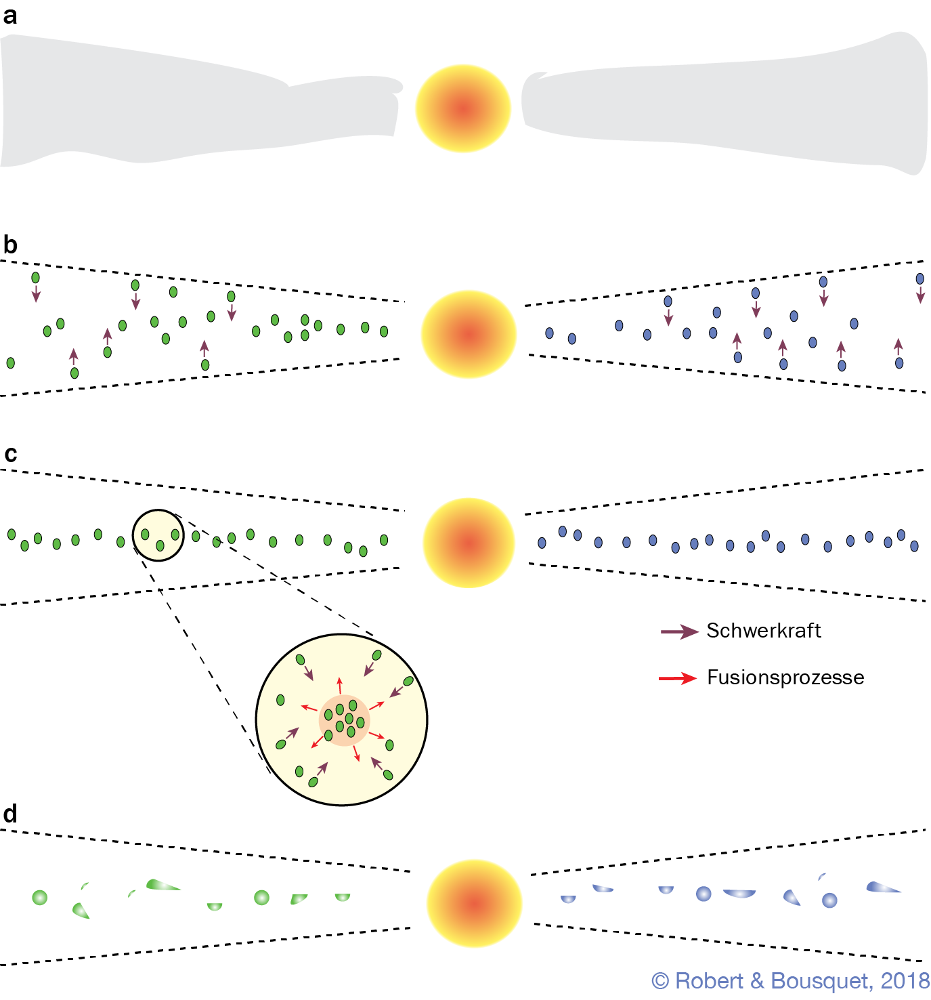 a
b
c
Schwerkraft
Fusionsprozesse
d
© Robert & Bousquet, 2018